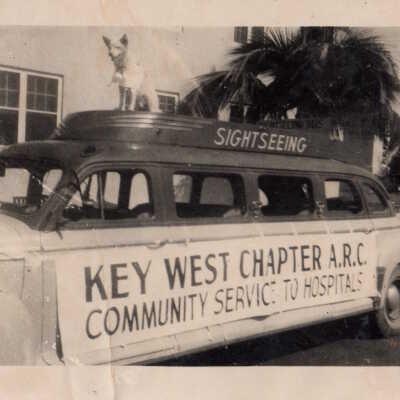 SIGHTSEEING
KEY WEST CHAPTER A.R.C.
COMMUNITY SERVICE TO HOSPITALS